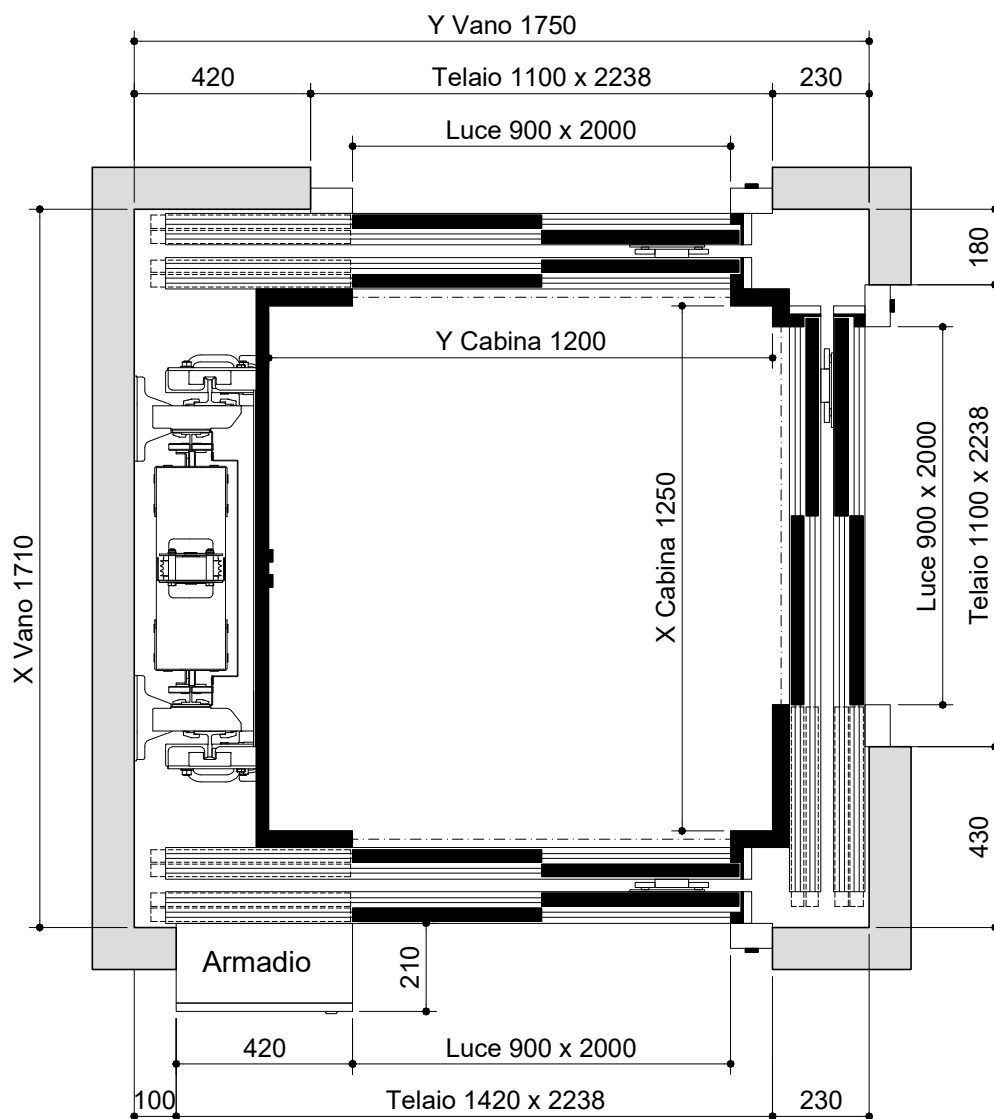 Y Vano 1750
420
Telaio 1100 x 2238
230
Luce 900 x 2000
180
Y Cabina 1200
X Vano 1710
X Cabina 1250
Luce 900 x 2000
Telaio 1100 x 2238
430
Armadio
210
420
Luce 900 x 2000
100
Telaio 1420 x 2238
230